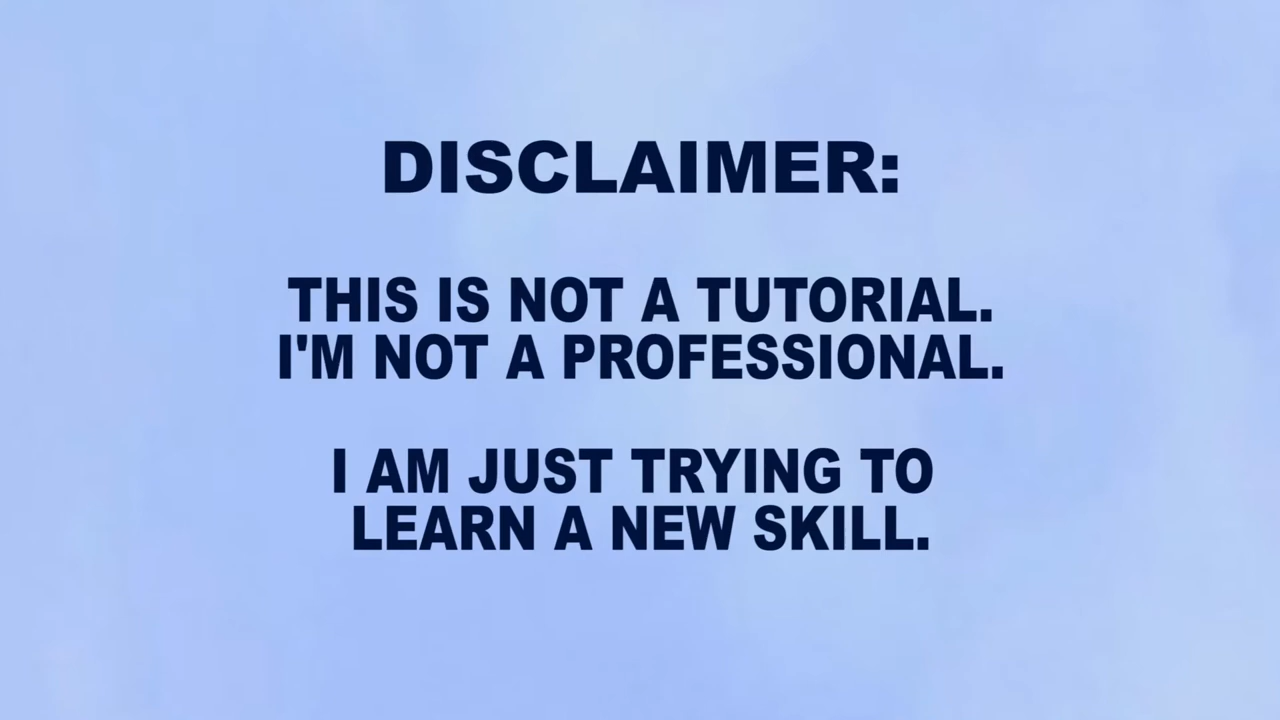 DISCLAIMER:
THIS IS NOT A TUTORIAL.
I'M NOT A PROFESSIONAL.
I AM JUST TRYING TO
LEARN A NEW SKILL.